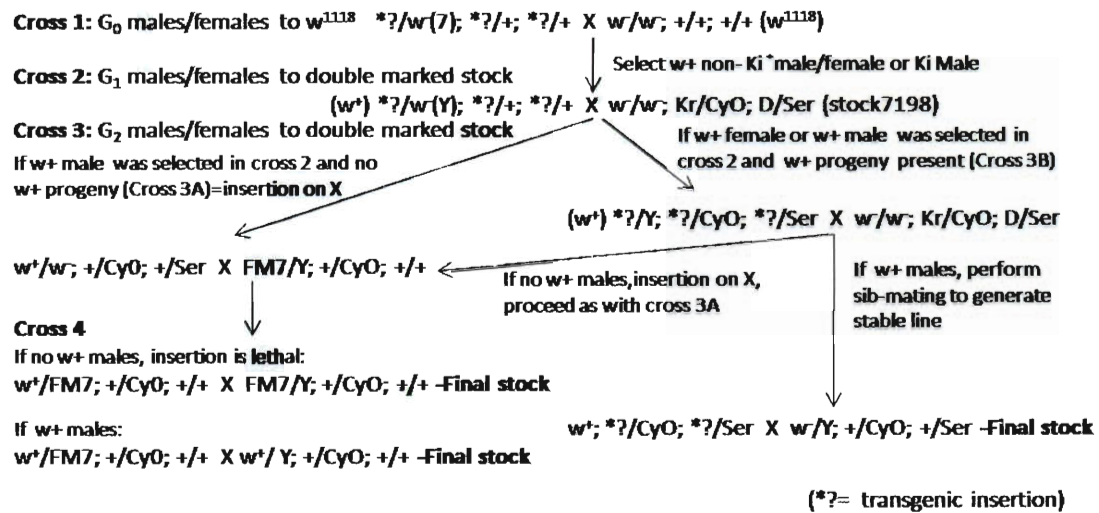 Cross 1: G0 males/females to w1118 *?/w-(7); *?/+; *?/+ X w-/w-; +/+; +/+ (w1118)
Select w+ non- Ki *male/female or Ki Male
Cross 2: G1 males/females to double marked stock
(w+) *?/w-(Y); *?/+; *?/+ X w-/w-; Kr/CyO; D/Ser (stock7198)
Cross 3: G2 males/females to double marked stock
If w+ male was selected in cross 2 and no
w+ progeny (Cross 3A)=insertion on X
If w+ female or w+ male was selected in
cross 2 and w+ progeny present (Cross 3B)
(w+) *?/Y; *?/CyO; *?/Ser X w-/w-; Kr/CyO; D/Ser
w+/w-; +/Cy0; +/Ser X FM7/Y; +/CyO; +/+
If no w+ males, insertion on X,
proceed as with cross 3A
If w+ males, perform
sib-mating to generate
stable line
Cross 4
If no w+ males, insertion is lethal:
w+/FM7; +/Cy0; +/+ X FM7/Y; +/CyO; +/+ -Final stock
If w+ males:
w+/FM7; +/Cy0; +/+ X w+/ Y; +/CyO; +/+ -Final stock
w+; *?/CyO; *?/Ser X w-/Y; +/CyO; +/Ser -Final stock
(*?= transgenic insertion)